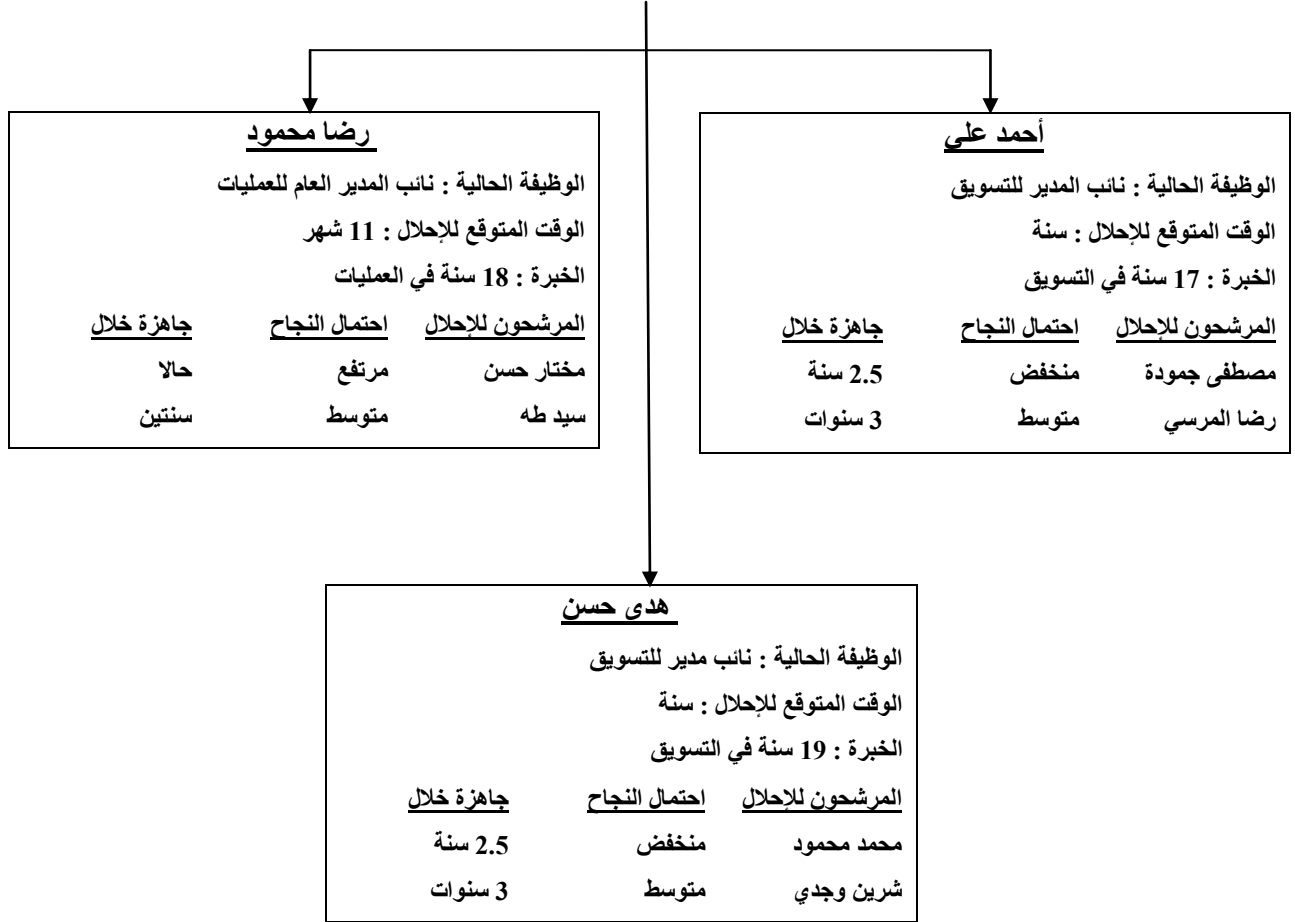 أحمد علي
الوظيفة الحالية : نائب المدير للتسويق
الوقت المتوقع للإحلال : سنة
الخبرة : 17 سنة في التسويق
المرشحون للإحلال احتمال النجاح جاهزة خلال
مصطفى جمودة منخفض 2.5 سنة
رضا المرسي متوسط 3 سنوات
رضا محمود
الوظيفة الحالية : نائب المدير العام للعمليات
الوقت المتوقع للإحلال : 11 شهر
الخبرة : 18 سنة في العمليات
المرشحون للإحلال احتمال النجاح جاهزة خلال
مختار حسن مرتفع حالا
سيد طه متوسط سنتين
هدى حسن
الوظيفة الحالية : نائب مدير للتسويق
الوقت المتوقع للإحلال : سنة
الخبرة : 19 سنة في التسويق
المرشحون للإحلال احتمال النجاح جاهزة خلال
محمد محمود منخفض 2.5 سنة
شرين وجدي متوسط 3 سنوات